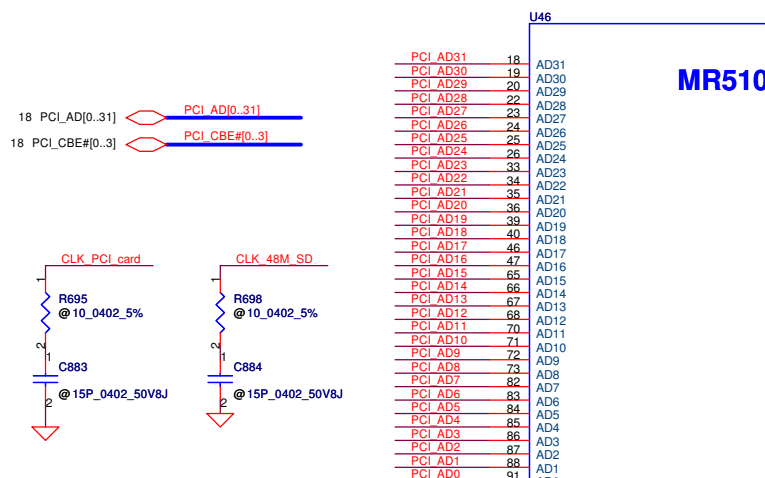 U46
MR510
PCI_AD31 18 AD31
PCI_AD30 19 AD30
PCI_AD29 20 AD29
PCI_AD28 22 AD28
PCI_AD27 23 AD27
PCI_AD26 24 AD26
PCI_AD25 25 AD25
PCI_AD24 26 AD24
PCI_AD23 33 AD23
PCI_AD22 34 AD22
PCI_AD21 35 AD21
PCI_AD20 36 AD20
PCI_AD19 39 AD19
PCI_AD18 40 AD18
PCI_AD17 46 AD17
PCI_AD16 47 AD16
PCI_AD15 65 AD15
PCI_AD14 66 AD14
PCI_AD13 67 AD13
PCI_AD12 68 AD12
PCI_AD11 70 AD11
PCI_AD10 71 AD10
PCI_AD9 72 AD9
PCI_AD8 73 AD8
PCI_AD7 82 AD7
PCI_AD6 83 AD6
PCI_AD5 84 AD5
PCI_AD4 85 AD4
PCI_AD3 86 AD3
PCI_AD2 87 AD2
PCI_AD1 88 AD1
PCI_AD0 91
18 PCI_AD[0..31] PCI_AD[0..31]
18 PCI_CBE#[0..3] PCI_CBE#[0..3]
CLK_PCI_card
1
R695
@10_0402_5%
2
1
C883
@15P_0402_50V8J
2
CLK_48M_SD
1
R698
@10_0402_5%
2
1
C884
@15P_0402_50V8J
2